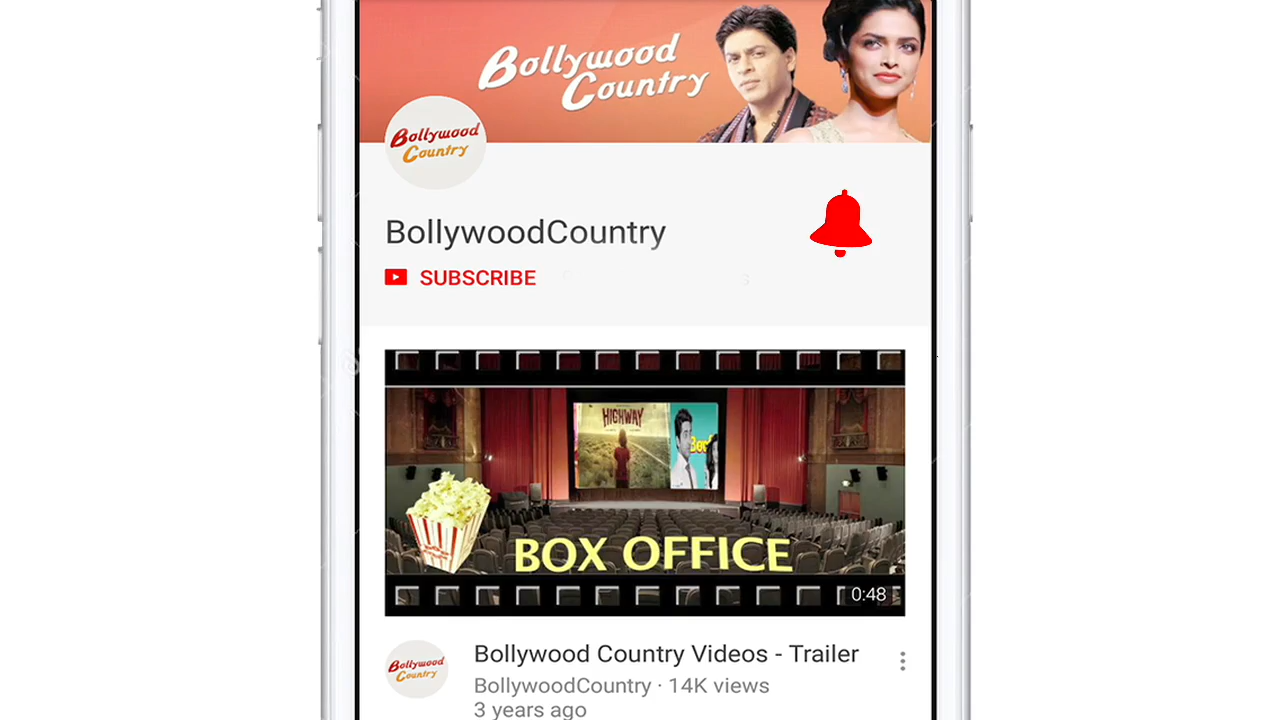 Bollywood
Country
Bollywood
Country
BollywoodCountry
SUBSCRIBE
HIGHWAY
BOX OFFICE
0:48
Bollywood
Country
Bollywood Country Videos - Trailer
BollywoodCountry · 14K views
3 years ago